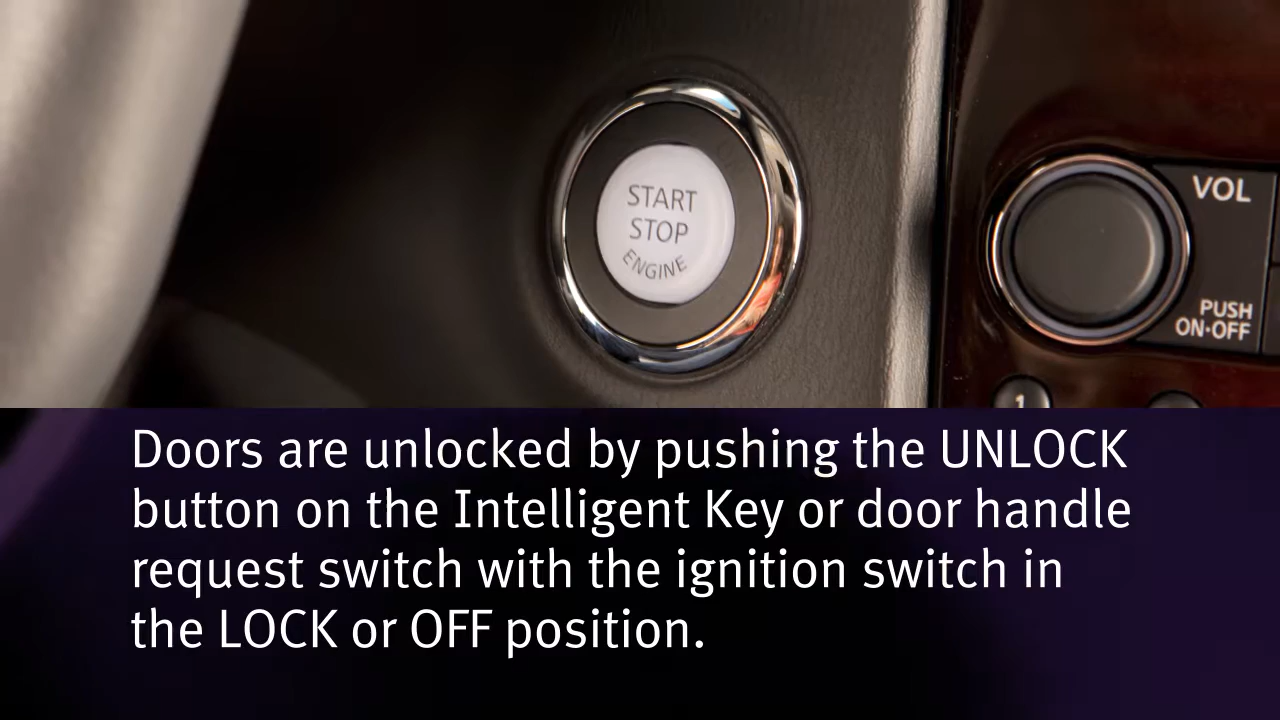 START
STOP
ENGINE
VOL
PUSH
ON·OFF
1
Doors are unlocked by pushing the UNLOCK
button on the Intelligent Key or door handle
request switch with the ignition switch in
the LOCK or OFF position.